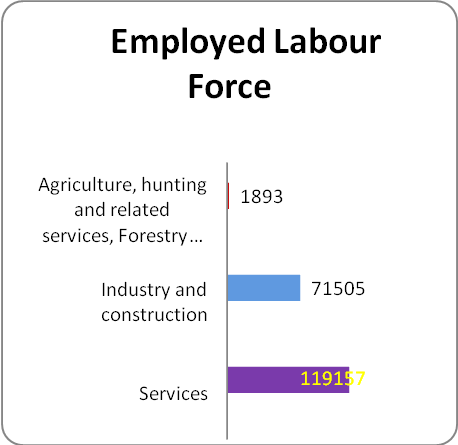 Employed Labour
Force
Agriculture, hunting
and related
services, Forestry...
1893
Industry and
construction
71505
Services
119157